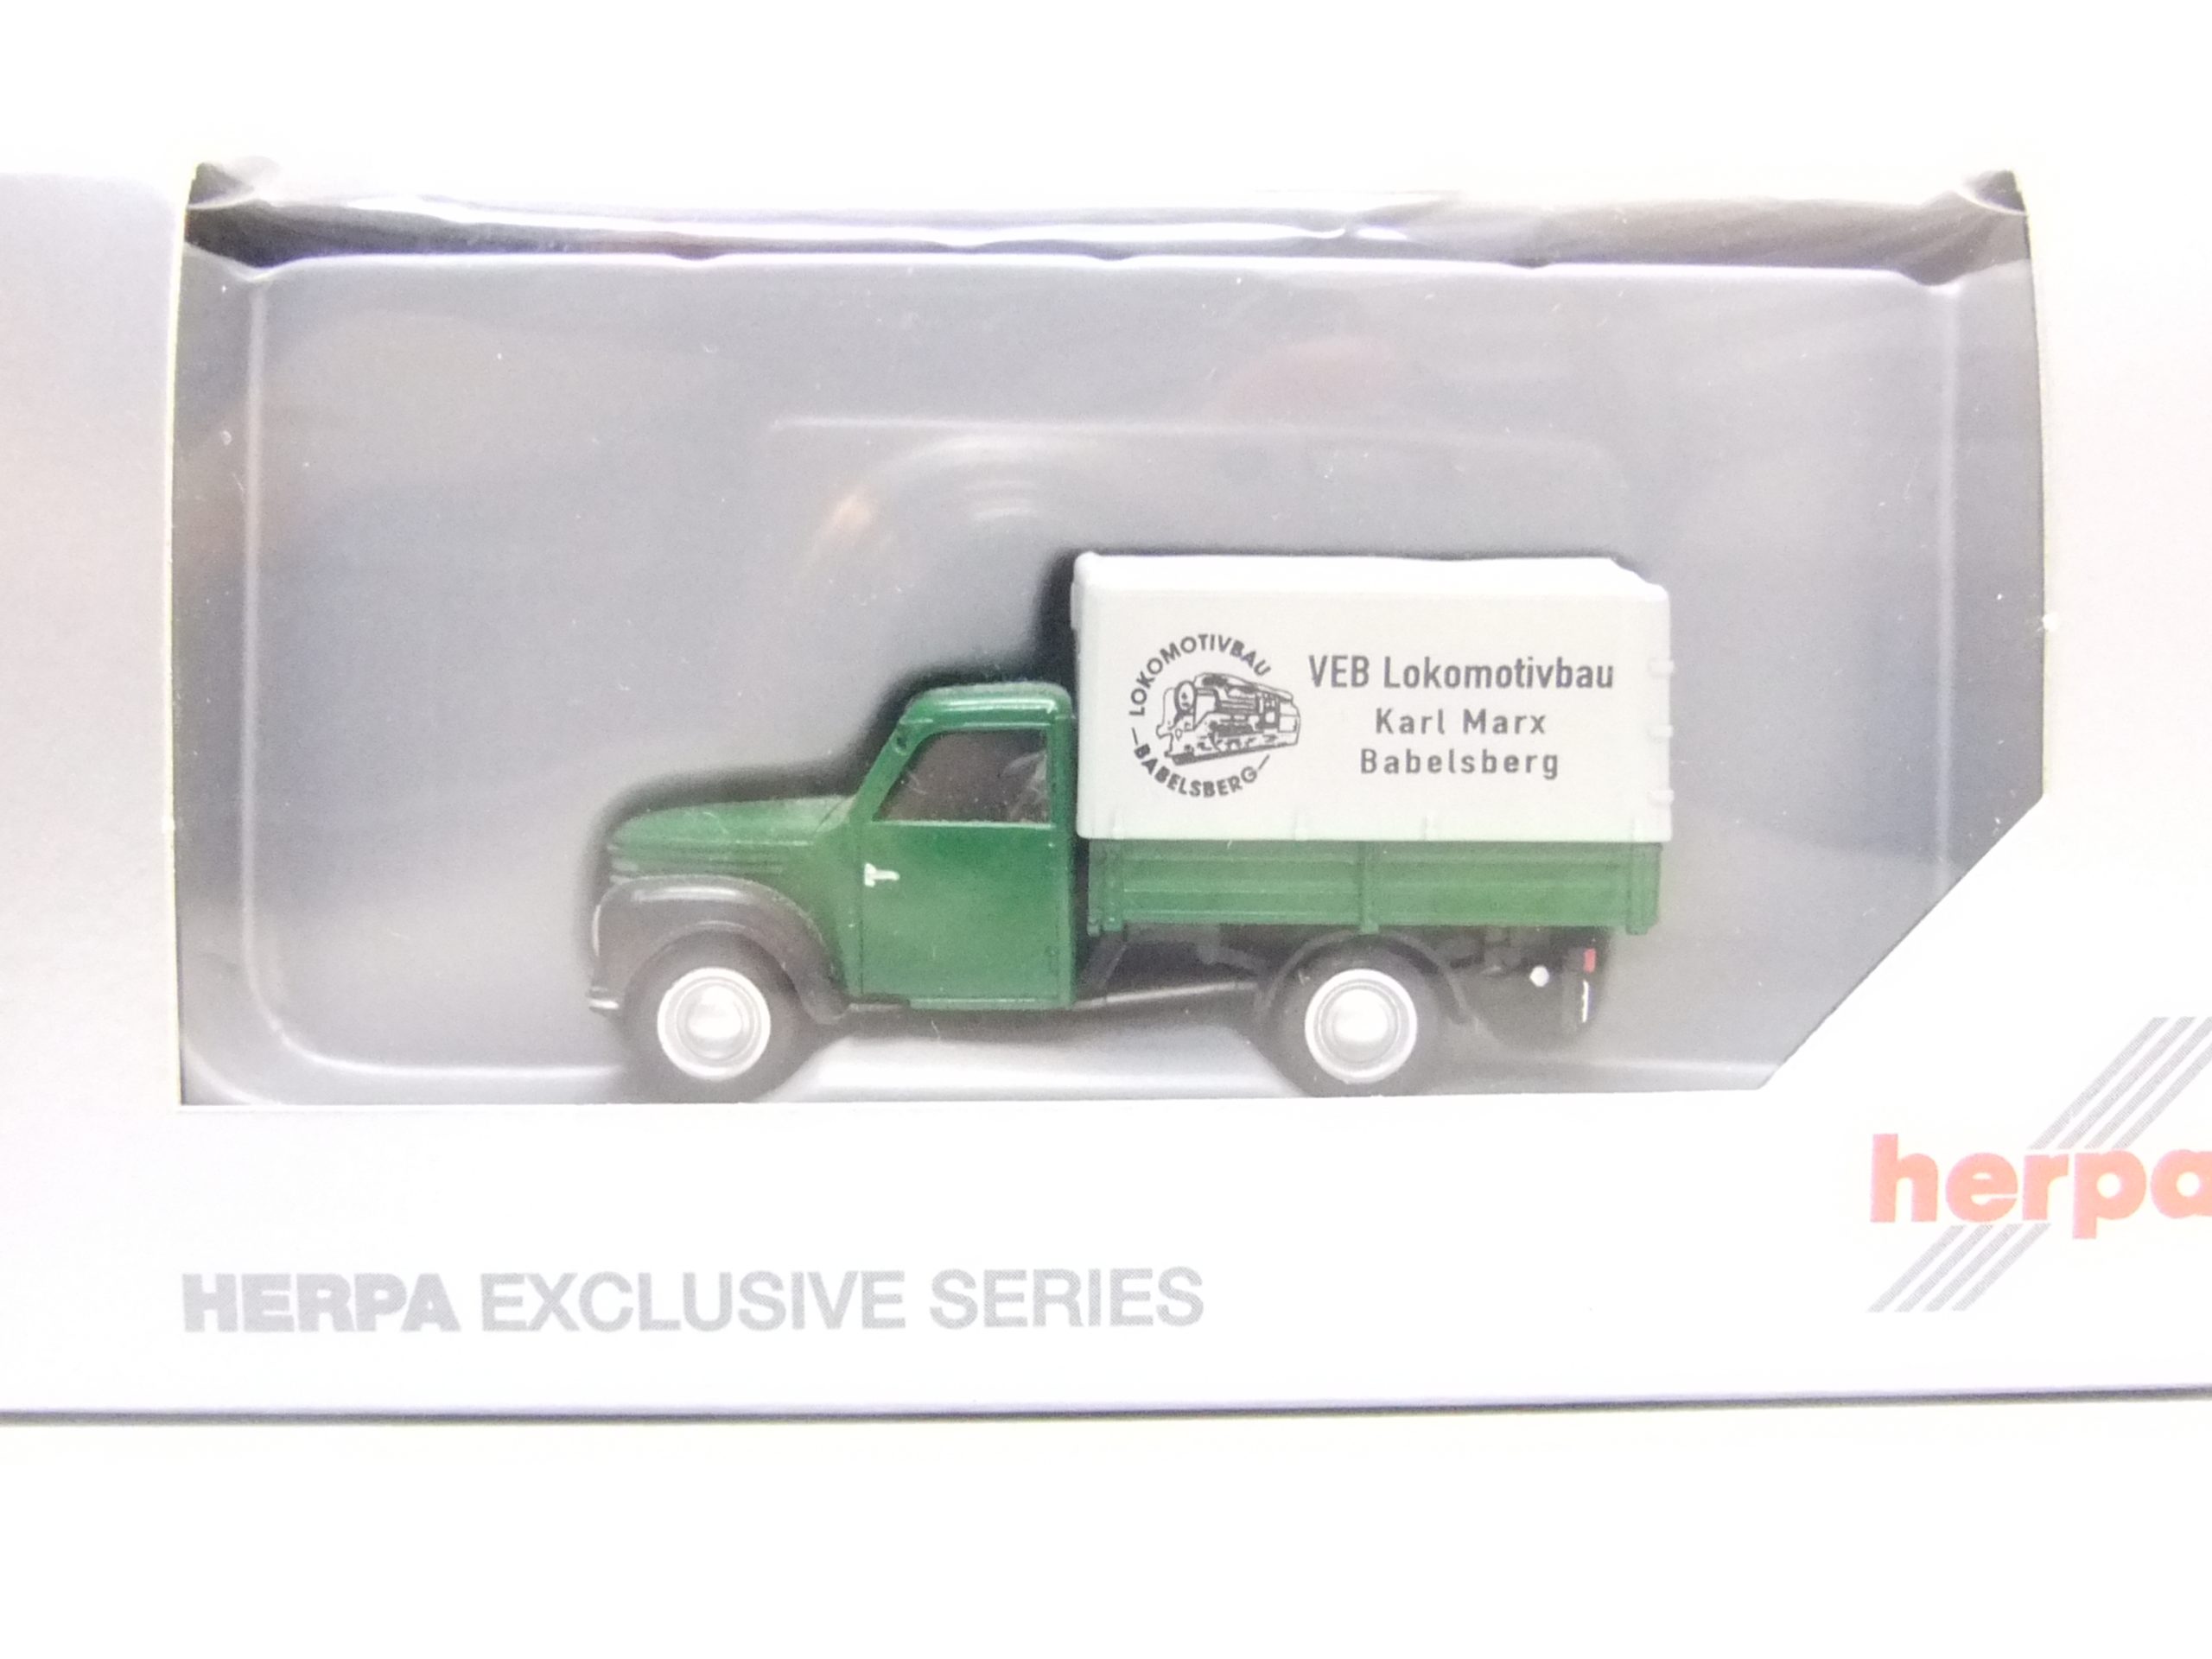 LOKOMOTIVBAU
BABELSBERG
VEB Lokomotivbau
Karl Marx
Babelsberg
herpa
HERPA EXCLUSIVE SERIES